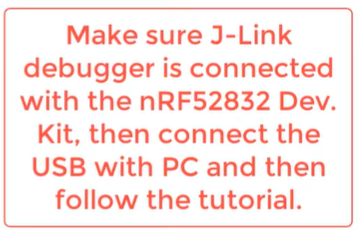 Make sure J-Link
debugger is connected
with the nRF52832 Dev.
Kit, then connect the
USB with PC and then
follow the tutorial.